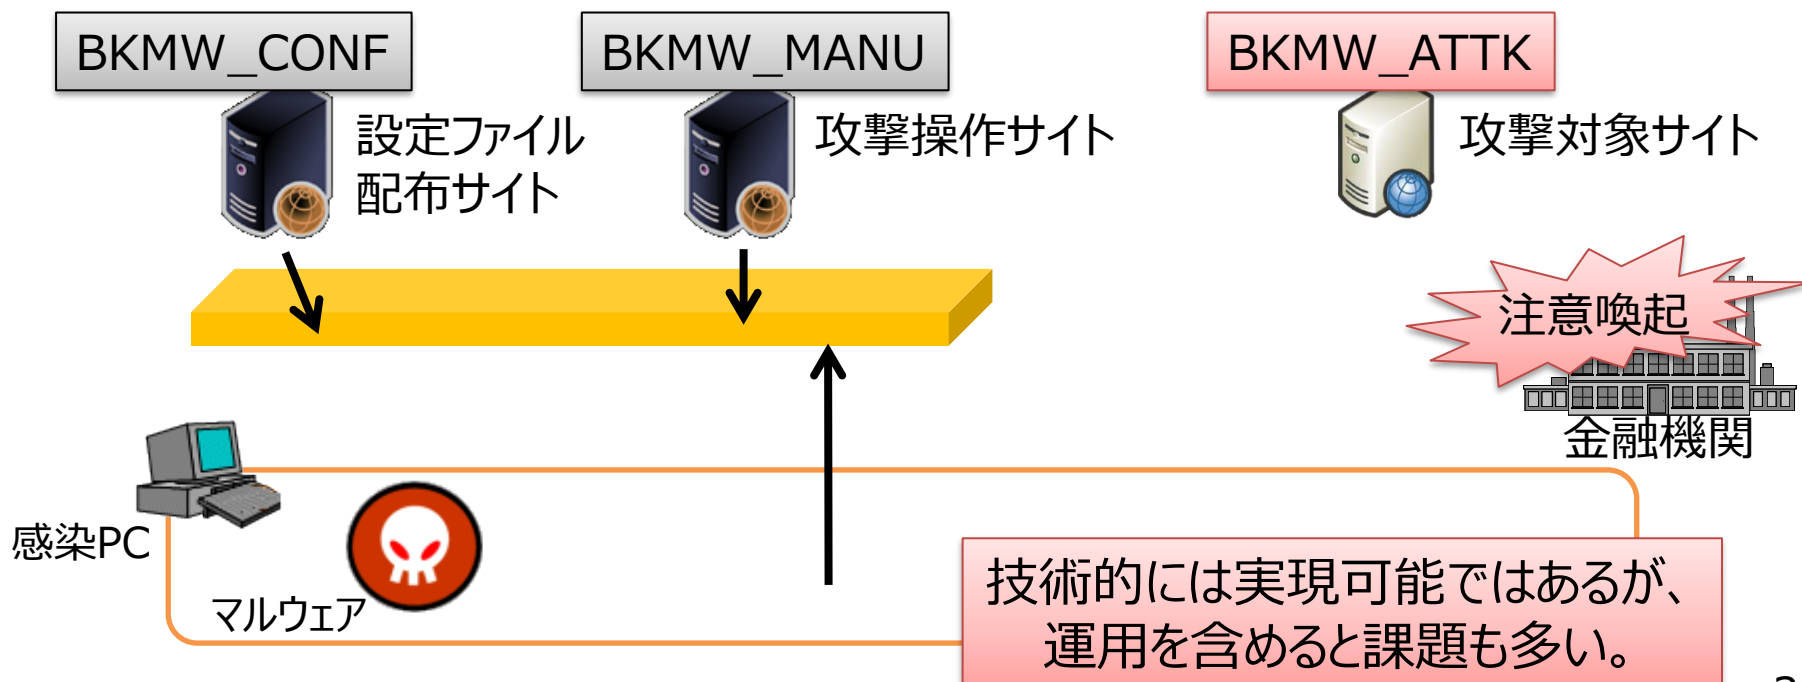 BKMW_CONF
BKMW_MANU
BKMW_ATTK
設定ファイル
配布サイト
攻撃操作サイト
攻撃対象サイト
注意喚起
金融機関
感染PC
マルウェア
技術的には実現可能ではあるが、
運用を含めると課題も多い。